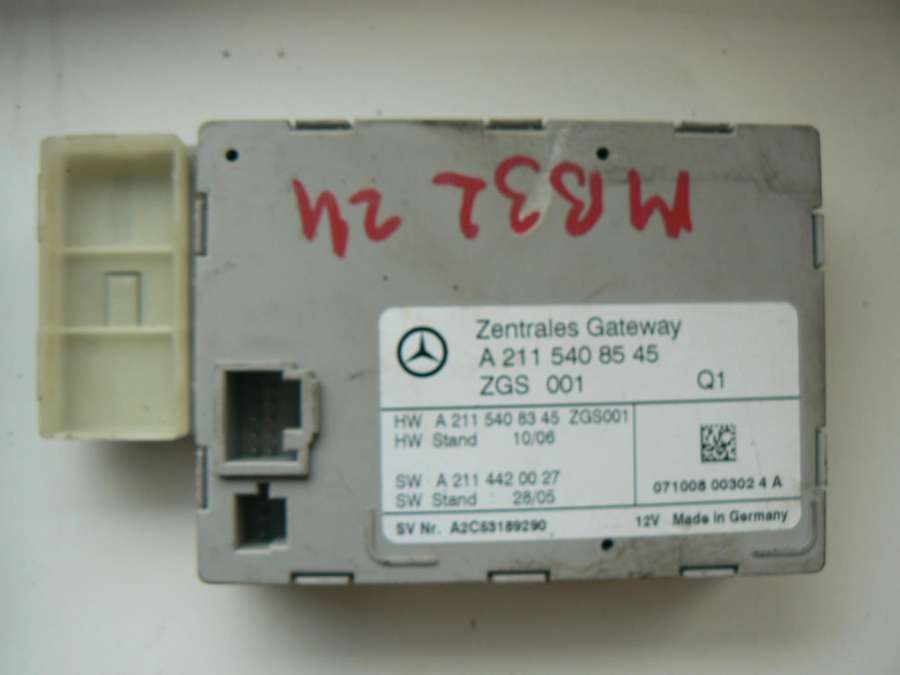 MB3L 24
Zentrales Gateway
A 211 540 85 45
ZGS 001 Q1
HW A 211 540 83 45 ZGS001
HW Stand 10/06
SW A 211 442 00 27
SW Stand 28/05
071008 00302 4 A
SV Nr. A2C53189290 12V Made in Germany